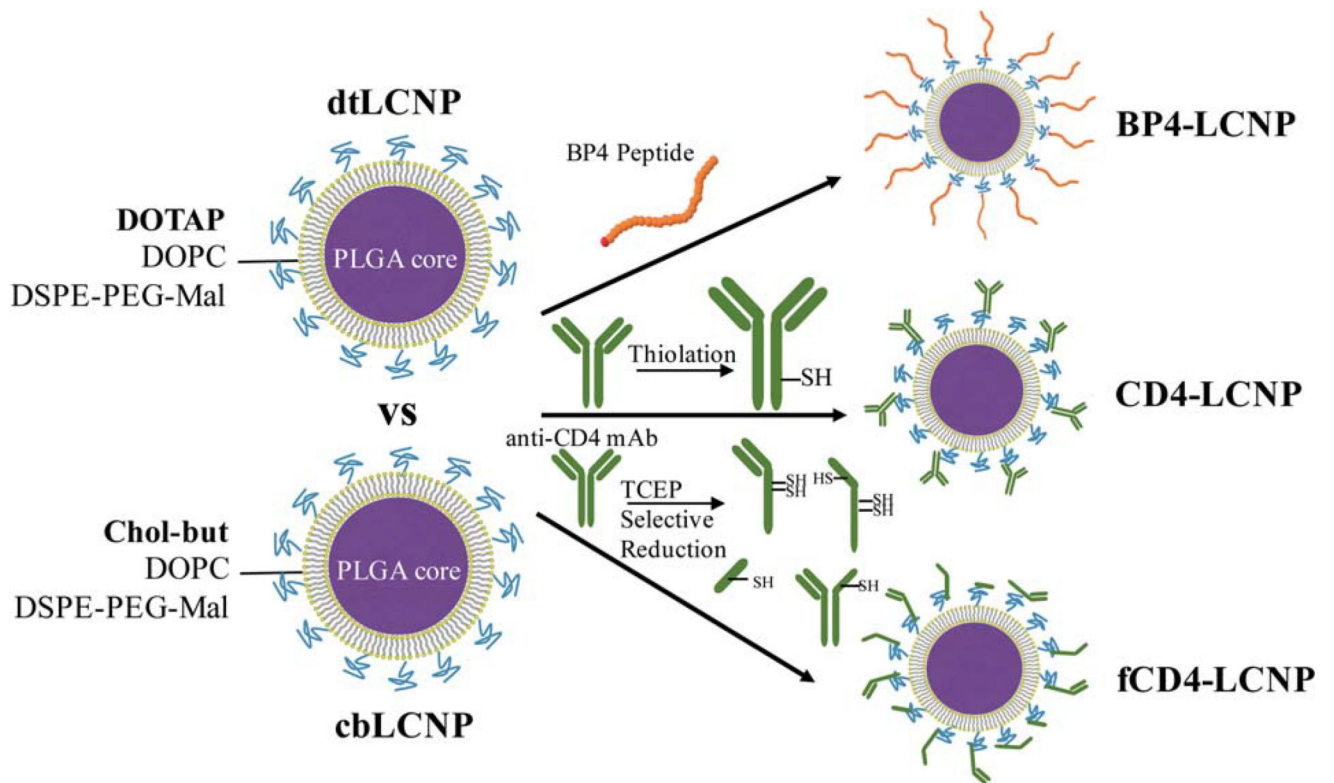 dtLCNP
DOTAP
DOPC
DSPE-PEG-Mal
PLGA core
vs
Chol-but
DOPC
DSPE-PEG-Mal
PLGA core
cbLCNP
BP4 Peptide
BP4-LCNP
Thiolation
SH
CD4-LCNP
anti-CD4 mAb
TCEP
Selective
Reduction
SH
SH
HS
SH
SH
SH
SH
fCD4-LCNP